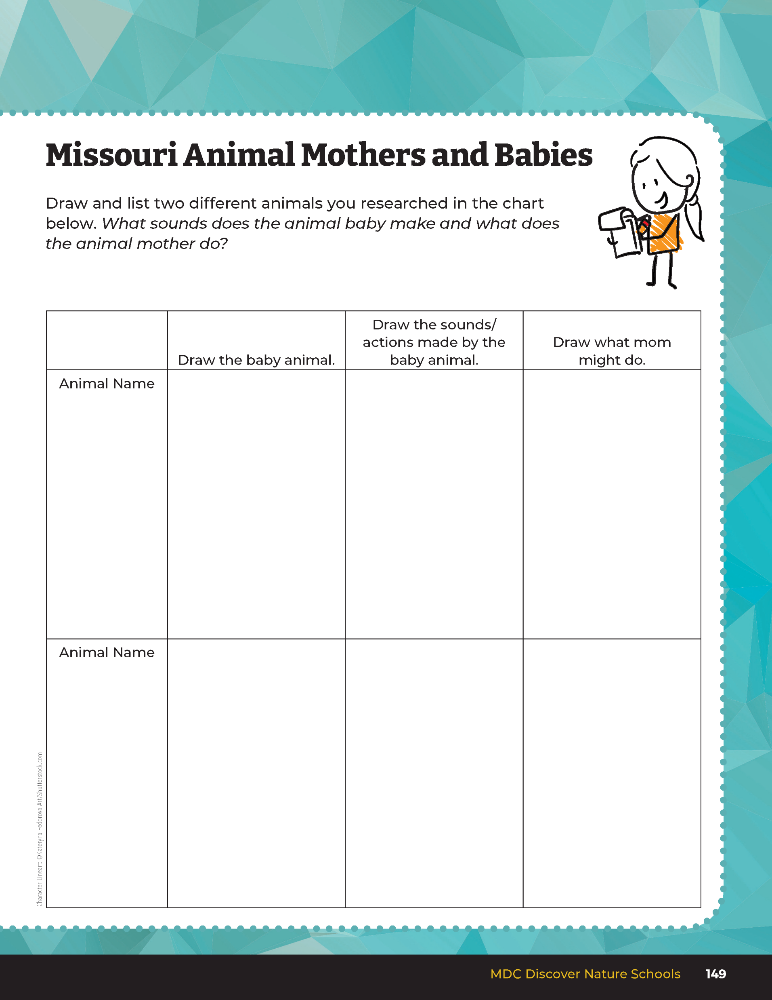 Missouri Animal Mothers and Babies
Draw and list two different animals you researched in the chart
below. What sounds does the animal baby make and what does
the animal mother do?
Draw the baby animal.
Draw the sounds/
actions made by the
baby animal.
Draw what mom
might do.
Animal Name
Animal Name
Character Lineart: ©Kateryna Fedorova Art/Shutterstock.com
MDC Discover Nature Schools 149